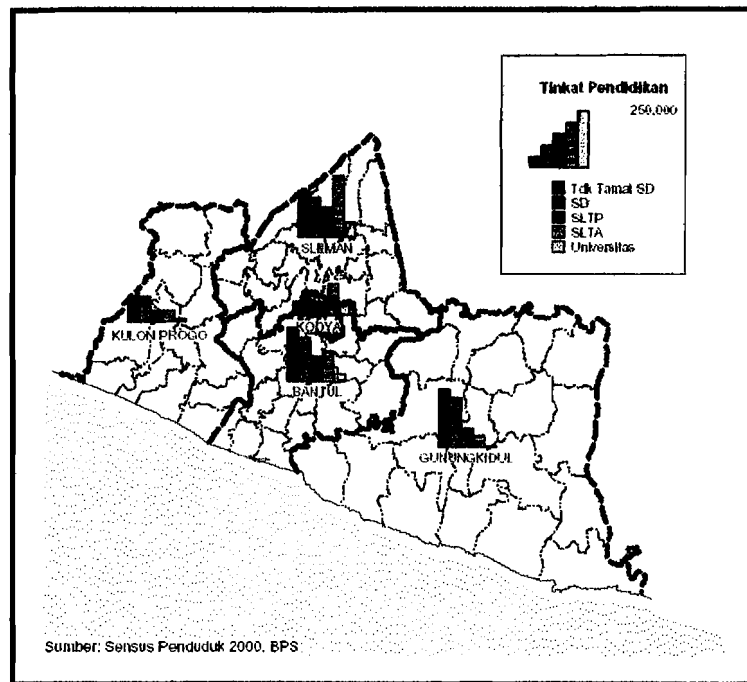 Tinkat Pendidikan
250.000
Tdk Tamat SD
SD
SLTP
SLTA
Universitas
SLEMAN
KODYA
KULON PROGO
BANTUL
GUNUNGKIDUL
Sumber: Sensus Penduduk 2000, BPS